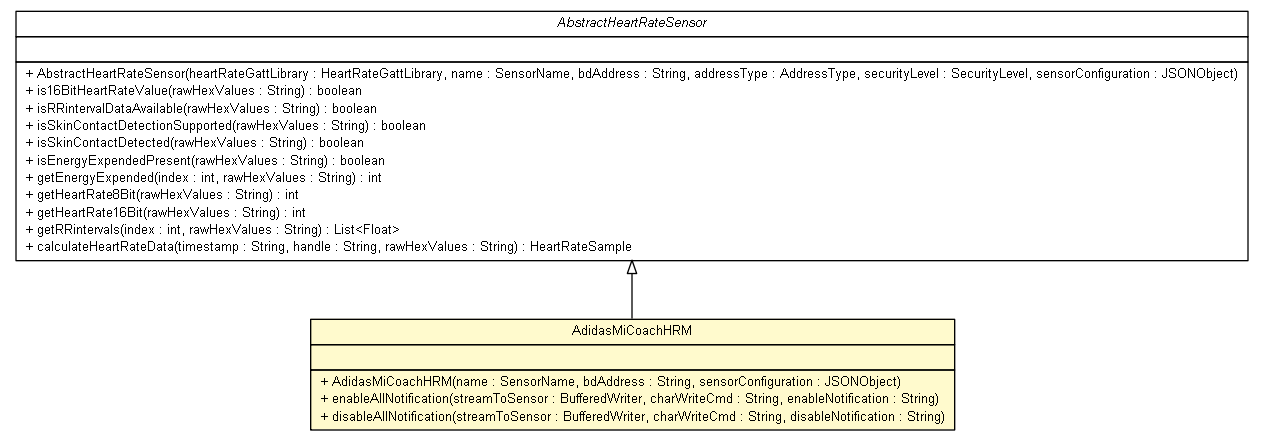 AbstractHeartRateSensor
+ AbstractHeartRateSensor(heartRateGattLibrary : HeartRateGattLibrary, name : SensorName, bdAddress : String, addressType : AddressType, securityLevel : SecurityLevel, sensorConfiguration : JSONObject)
+ is16BitHeartRateValue(rawHexValues : String) : boolean
+ isRRintervalDataAvailable(rawHexValues : String) : boolean
+ isSkinContactDetectionSupported(rawHexValues : String) : boolean
+ isSkinContactDetected(rawHexValues : String) : boolean
+ isEnergyExpendedPresent(rawHexValues : String) : boolean
+ getEnergyExpended(index : int, rawHexValues : String) : int
+ getHeartRate8Bit(rawHexValues : String) : int
+ getHeartRate16Bit(rawHexValues : String) : int
+ getRRintervals(index : int, rawHexValues : String) : List<Float>
+ calculateHeartRateData(timestamp : String, handle : String, rawHexValues : String) : HeartRateSample
AdidasMiCoachHRM
+ AdidasMiCoachHRM(name : SensorName, bdAddress : String, sensorConfiguration : JSONObject)
+ enableAllNotification(streamToSensor : BufferedWriter, charWriteCmd : String, enableNotification : String)
+ disableAllNotification(streamToSensor : BufferedWriter, charWriteCmd : String, disableNotification : String)